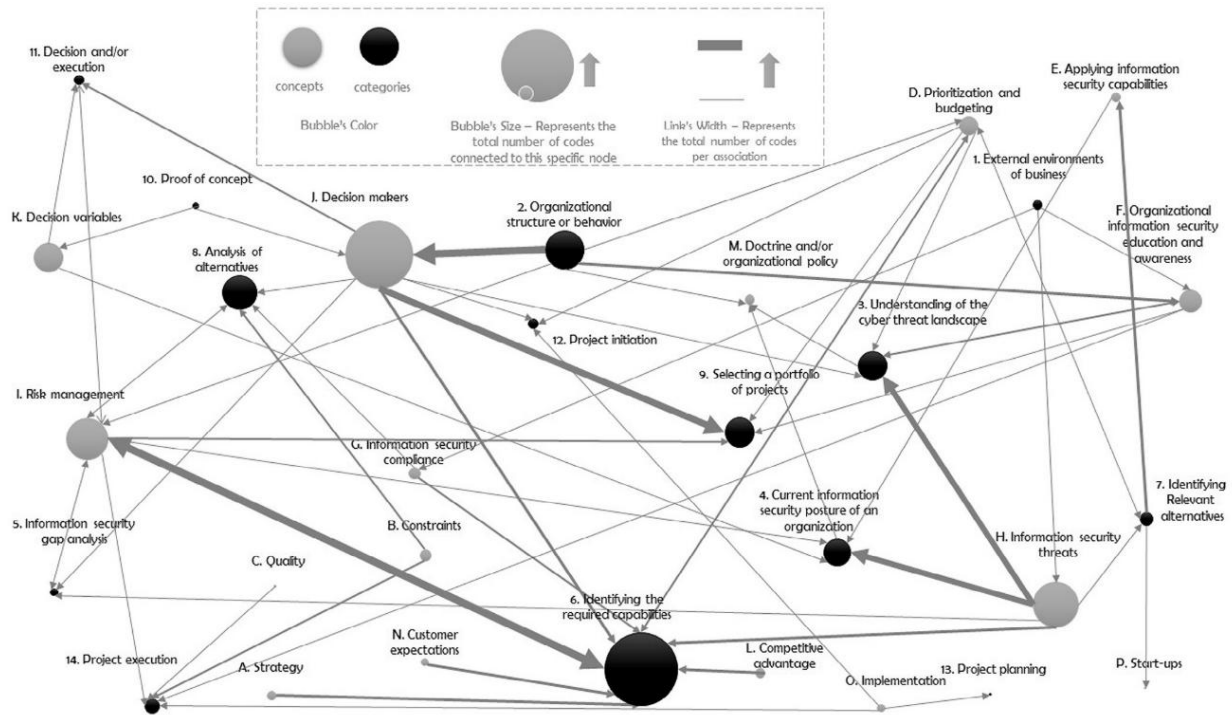 11. Decision and/or
execution
concepts
categories
Bubble's Color
Bubble's Size – Represents the
total number of codes
connected to this specific node
Link's Width – Represents
the total number of codes
per association
E. Applying information
security capabilities
D. Prioritization and
budgeting
1. External environments
of business
10. Proof of concept
J. Decision makers
2. Organizational
structure or behavior
K. Decision variables
F. Organizational
information security
education and
awareness
8. Analysis of
alternatives
M. Doctrine and/or
organizational policy
3. Understanding of the
cyber threat landscape
12. Project initiation
9. Selecting a portfolio
of projects
I. Risk management
G. Information security
compliance
4. Current information
security posture of an
organization
7. Identifying
Relevant
alternatives
5. Information security
gap analysis
B. Constraints
H. Information security
threats
C. Quality
6. Identifying the
required capabilities
N. Customer
expectations
14. Project execution
A. Strategy
L. Competitive
advantage
13. Project planning
O. Implementation
P. Start-ups